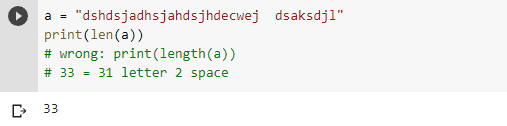 a = "dshdsjadhsjahdsjhdecwej  dsaksdjl"
print(len(a))
# wrong: print(length(a))
# 33 = 31 letter 2 space
33